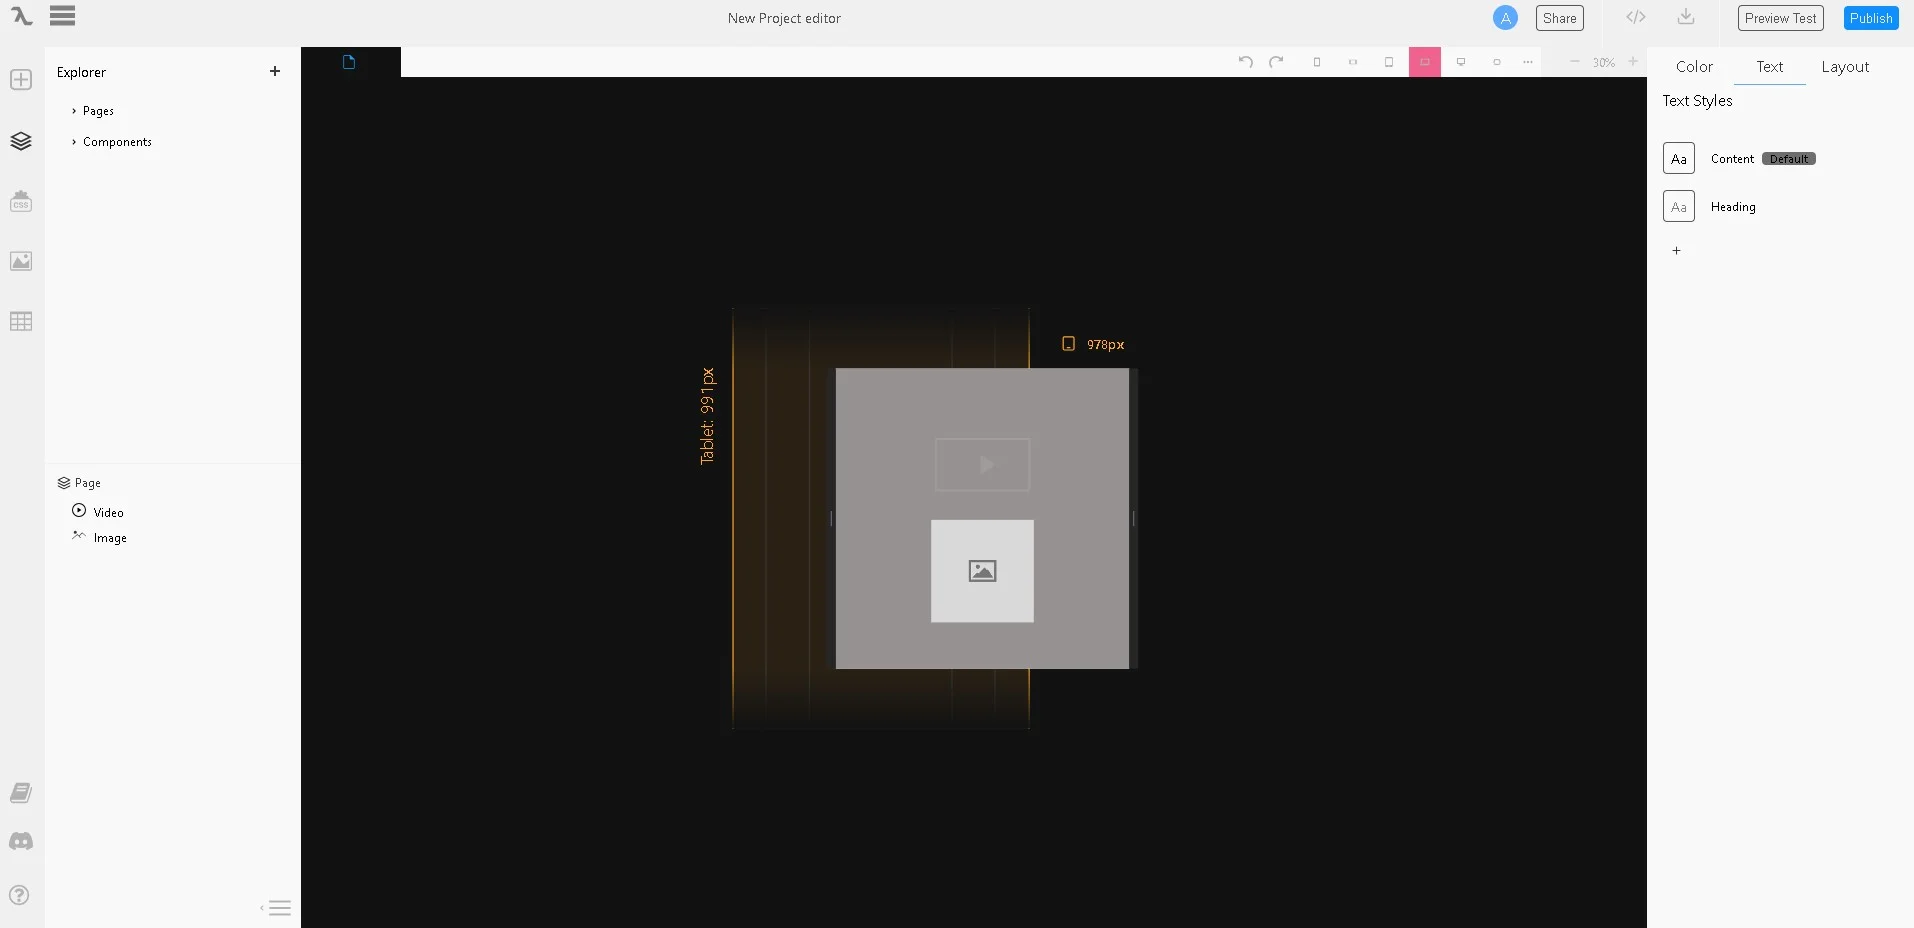 New Project editor
A
Share
Preview Test
Publish
Explorer
Pages
Components
CSS
30%
Color
Text
Layout
Text Styles
Aa
Content
Default
Aa
Heading
978px
Tablet: 991px
Page
Video
Image